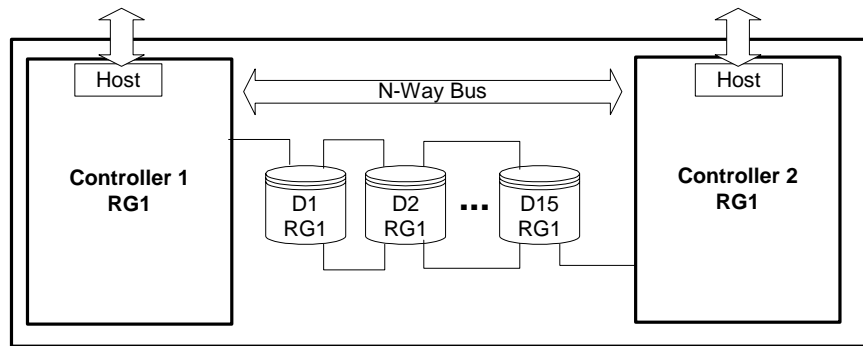 Host
Host
N-Way Bus
Controller 1
RG1
Controller 2
RG1
D1
RG1
D2
RG1
...
D15
RG1